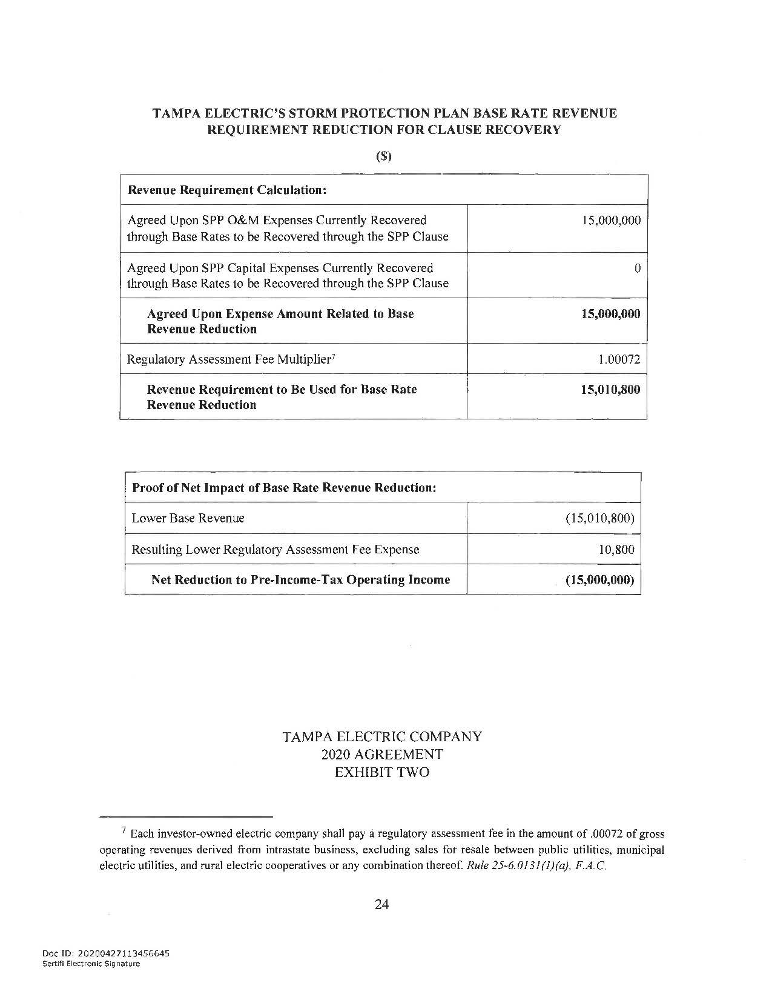 TAMPA ELECTRIC'S STORM PROTECTION PLAN BASE RATE REVENUE
REQUIREMENT REDUCTION FOR CLAUSE RECOVERY
($)
Revenue Requirement Calculation:
Agreed Upon SPP O&M Expenses Currently Recovered 15,000,000
through Base Rates to be Recovered through the SPP Clause
Agreed Upon SPP Capital Expenses Currently Recovered 0
through Base Rates to be Recovered through the SPP Clause
Agreed Upon Expense Amount Related to Base 15,000,000
Revenue Reduction
Regulatory Assessment Fee Multiplier⁷ 1.00072
Revenue Requirement to Be Used for Base Rate 15,010,800
Revenue Reduction
Proof of Net Impact of Base Rate Revenue Reduction:
Lower Base Revenue (15,010,800)
Resulting Lower Regulatory Assessment Fee Expense 10,800
Net Reduction to Pre-Income-Tax Operating Income (15,000,000)
TAMPA ELECTRIC COMPANY
2020 AGREEMENT
EXHIBIT TWO
⁷ Each investor-owned electric company shall pay a regulatory assessment fee in the amount of .00072 of gross
operating revenues derived from intrastate business, excluding sales for resale between public utilities, municipal
electric utilities, and rural electric cooperatives or any combination thereof. Rule 25-6.0131(1)(a), F.A.C.
24
Doc ID: 20200427113456645
Sertifi Electronic Signature